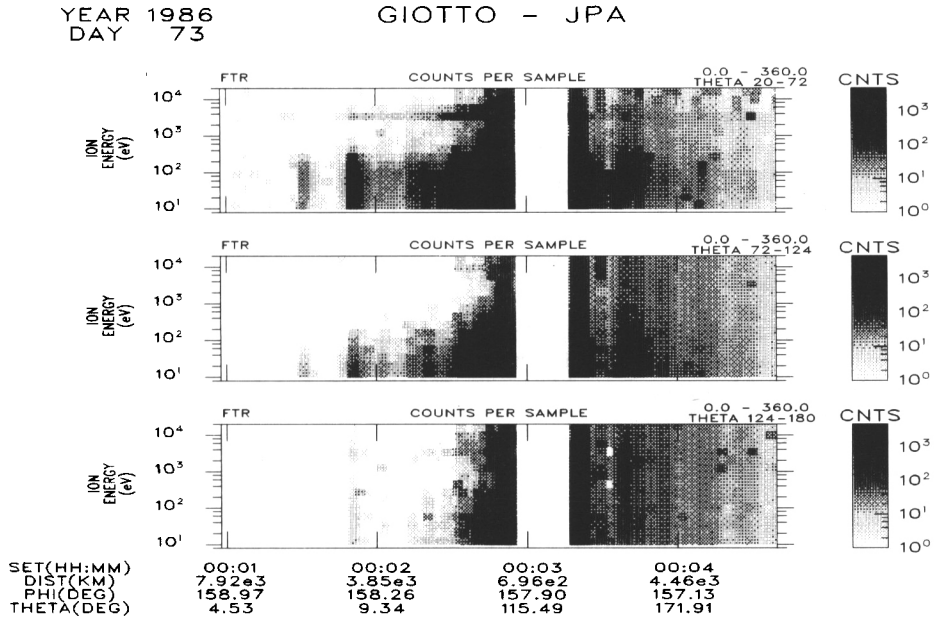 YEAR 1986 GIOTTO – JPA
DAY 73
FTR COUNTS PER SAMPLE 0.0 - 360.0 CNTS
THETA 20-72
10⁴
10³
10²
10¹
ION ENERGY (eV)
10³
10²
10¹
10⁰
FTR COUNTS PER SAMPLE 0.0 - 360.0 CNTS
THETA 72-124
10⁴
10³
10²
10¹
ION ENERGY (eV)
10³
10²
10¹
10⁰
FTR COUNTS PER SAMPLE 0.0 - 360.0 CNTS
THETA 124-180
10⁴
10³
10²
10¹
ION ENERGY (eV)
10³
10²
10¹
10⁰
SET(HH:MM) 00:01 00:02 00:03 00:04
DIST(KM) 7.92e3 3.85e3 6.96e2 4.46e3
PHI(DEG) 158.97 158.26 157.90 157.13
THETA(DEG) 4.53 9.34 115.49 171.91